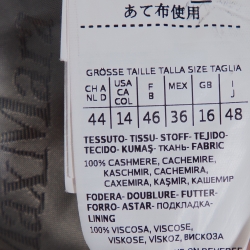 あて布使用
GRÖSSE TAILLE TALLA SIZE TAGLIA
CH A NL D
USA CA COL
F B
MEX
GB
I J
44 14 46 36 16 48
TESSUTO- TISSU- STOFF- TEJIDO-
TECIDO- KUMAŞ- ТКАНЬ- FABRIC
100% CASHMERE, CACHEMIRE,
KASCHMIR, CACHEMIR,
CAXEMIRA, KAŞMİR, КАШЕМИР
FODERA- DOUBLURE- FUTTER-
FORRO- ASTAR- ПОДКЛАДКА-
LINING
100% VISCOSA, VISCOSE,
VISKOSE, VISKOZ, ВИСКОЗА